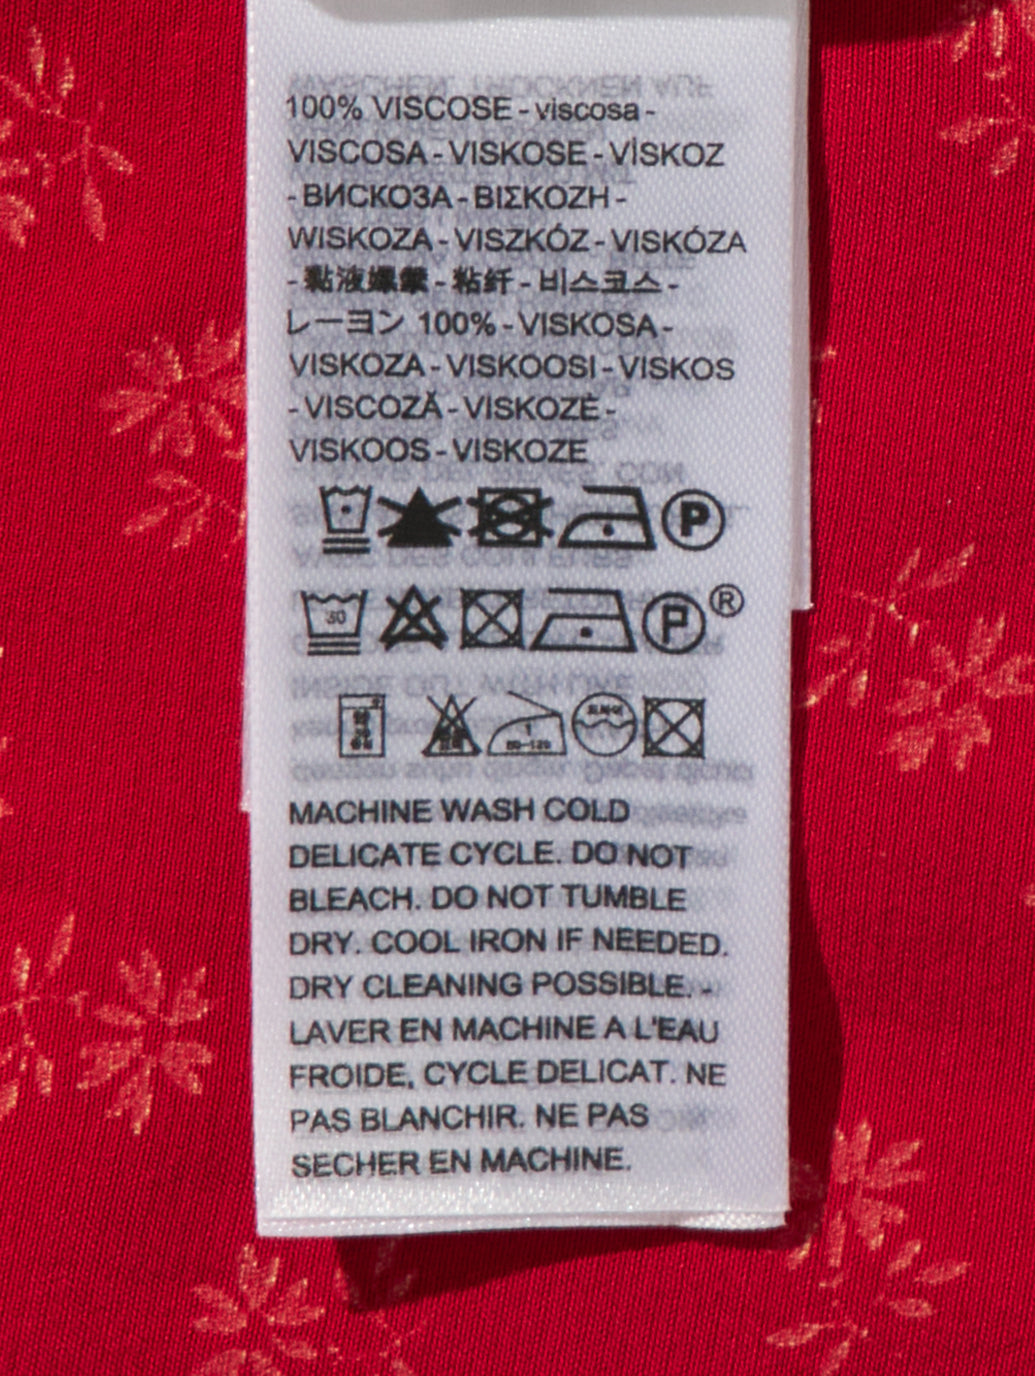 100% VISCOSE - viscosa -
VISCOSA - VISKOSE - VİSKOZ
- ВИСКОЗА - ΒΙΣΚΟΖΗ -
WISKOZA - VISZKÓZ - VISKÓZA
- 黏液嫘縈 - 粘纤 - 비스코스 -
レーヨン 100% - VISKOSA -
VISKOZA - VISKOOSI - VISKOS
- VISCOZĂ - VISKOZĖ -
VISKOOS - VISKOZE
P
30 P ®
MACHINE WASH COLD
DELICATE CYCLE. DO NOT
BLEACH. DO NOT TUMBLE
DRY. COOL IRON IF NEEDED.
DRY CLEANING POSSIBLE. -
LAVER EN MACHINE A L'EAU
FROIDE, CYCLE DELICAT. NE
PAS BLANCHIR. NE PAS
SECHER EN MACHINE.